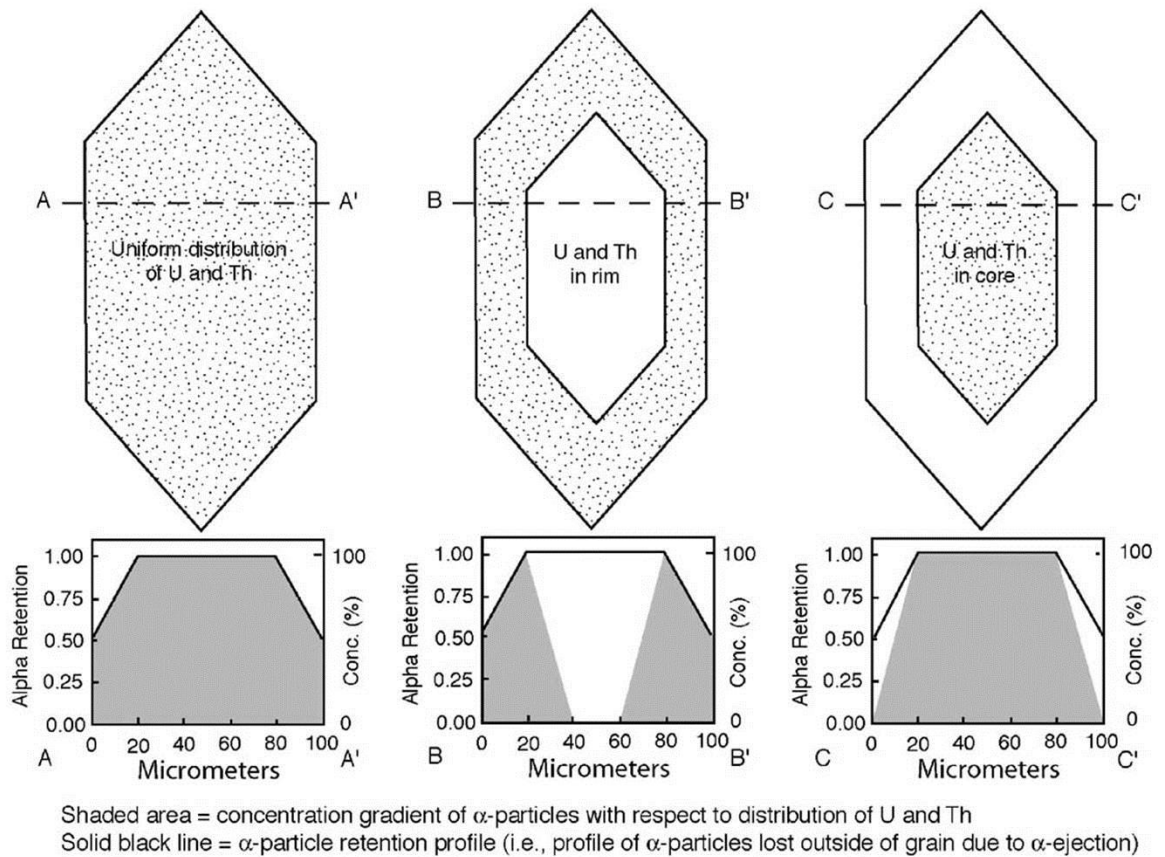 A
A'
Uniform distribution
of U and Th
B
B'
U and Th
in rim
C
C'
U and Th
in core
Alpha Retention
1.00
0.75
0.50
0.25
0.00
100
0
Conc. (%)
0 20 40 60 80 100
A
Micrometers
A'
Alpha Retention
1.00
0.75
0.50
0.25
0.00
100
0
Conc. (%)
0 20 40 60 80 100
B
Micrometers
B'
Alpha Retention
1.00
0.75
0.50
0.25
0.00
100
0
Conc. (%)
0 20 40 60 80 100
C
Micrometers
C'
Shaded area = concentration gradient of α-particles with respect to distribution of U and Th
Solid black line = α-particle retention profile (i.e., profile of α-particles lost outside of grain due to α-ejection)